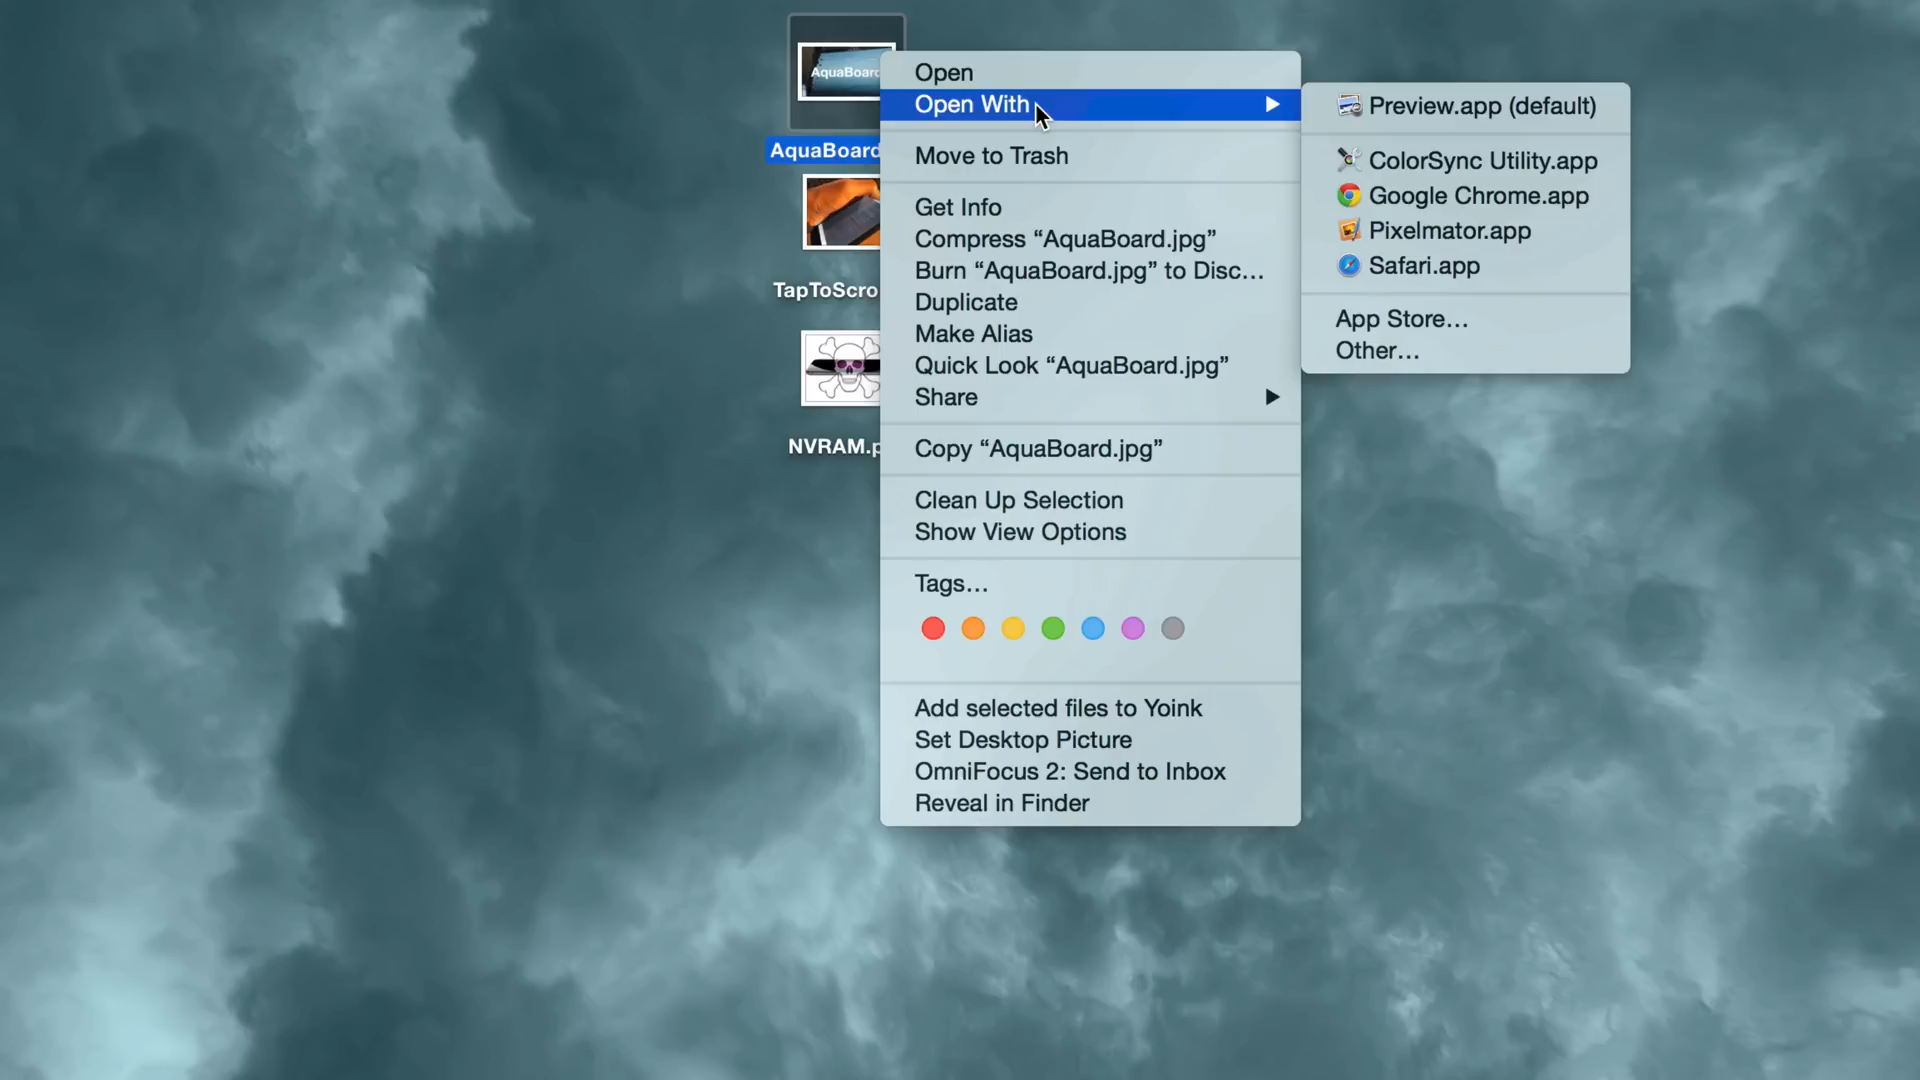 AquaBoard
AquaBoard
TapToScro
NVRAM.p
Open
Open With
Move to Trash
Get Info
Compress “AquaBoard.jpg”
Burn “AquaBoard.jpg” to Disc…
Duplicate
Make Alias
Quick Look “AquaBoard.jpg”
Share
Copy “AquaBoard.jpg”
Clean Up Selection
Show View Options
Tags…
Add selected files to Yoink
Set Desktop Picture
OmniFocus 2: Send to Inbox
Reveal in Finder
Preview.app (default)
ColorSync Utility.app
Google Chrome.app
Pixelmator.app
Safari.app
App Store…
Other…